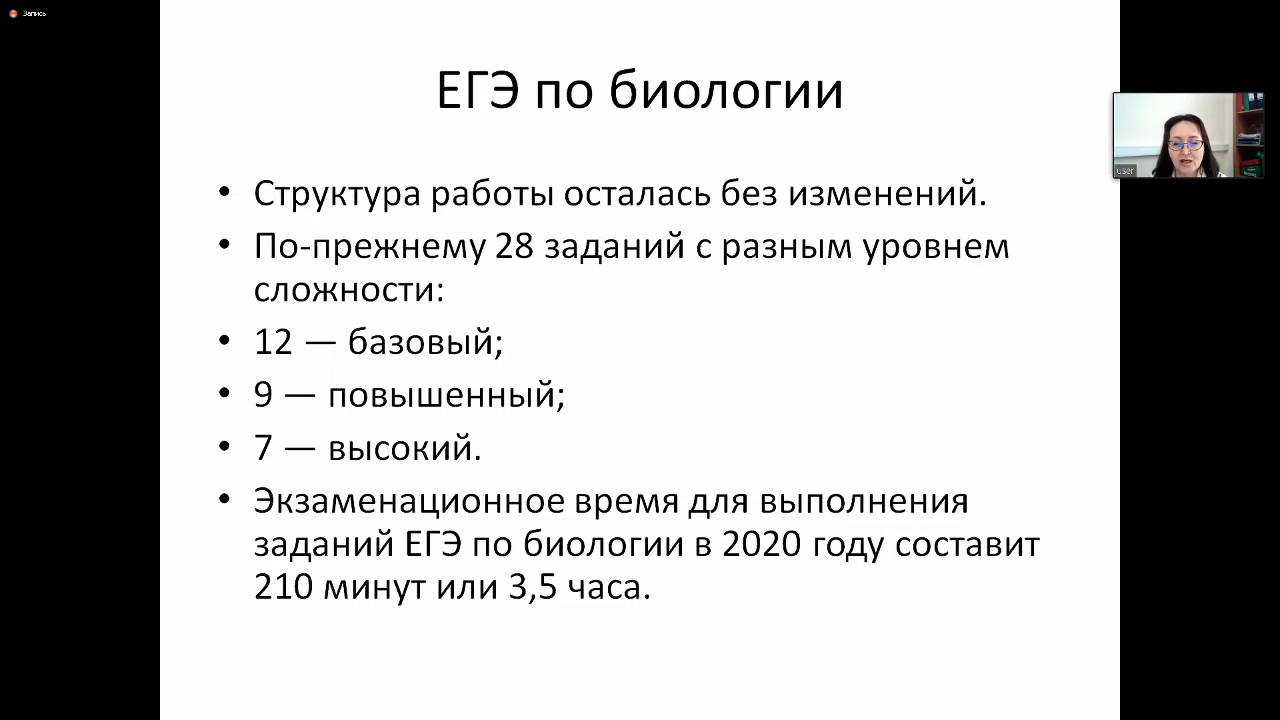 Запись
ЕГЭ по биологии
• Структура работы осталась без изменений.
• По-прежнему 28 заданий с разным уровнем
сложности:
• 12 — базовый;
• 9 — повышенный;
• 7 — высокий.
• Экзаменационное время для выполнения
заданий ЕГЭ по биологии в 2020 году составит
210 минут или 3,5 часа.
user